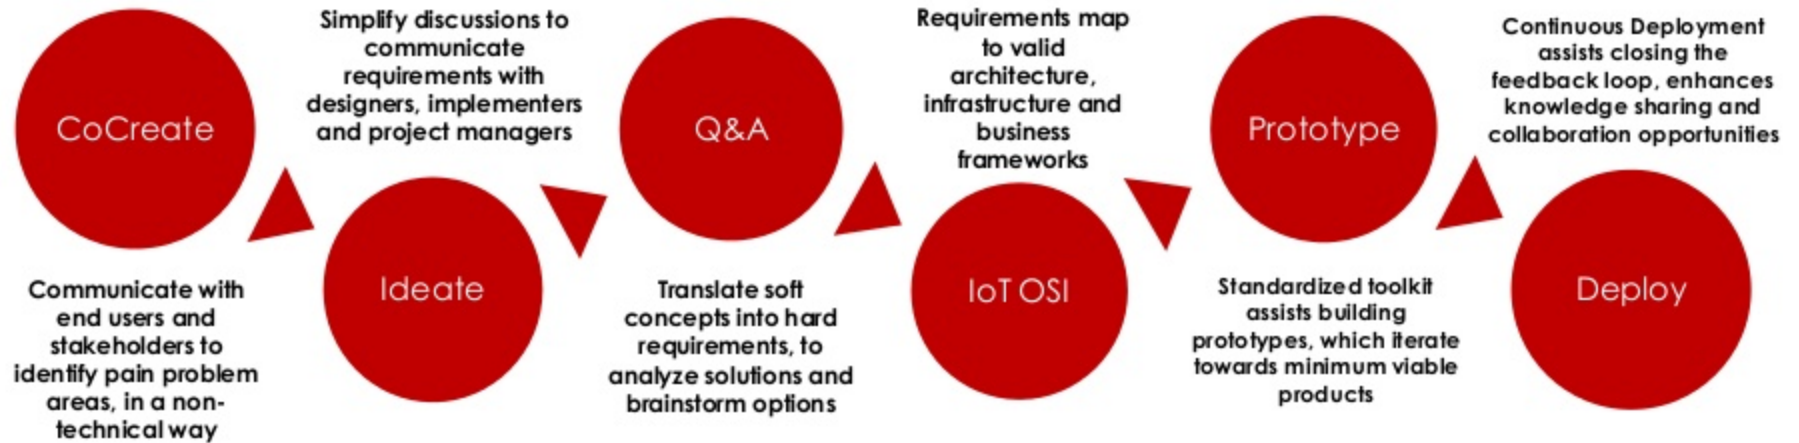 CoCreate
Communicate with
end users and
stakeholders to
identify pain problem
areas, in a non-
technical way
Simplify discussions to
communicate
requirements with
designers, implementers
and project managers
Ideate
Q&A
Translate soft
concepts into hard
requirements, to
analyze solutions and
brainstorm options
Requirements map
to valid
architecture,
infrastructure and
business
frameworks
IoT OSI
Prototype
Standardized toolkit
assists building
prototypes, which iterate
towards minimum viable
products
Continuous Deployment
assists closing the
feedback loop, enhances
knowledge sharing and
collaboration opportunities
Deploy